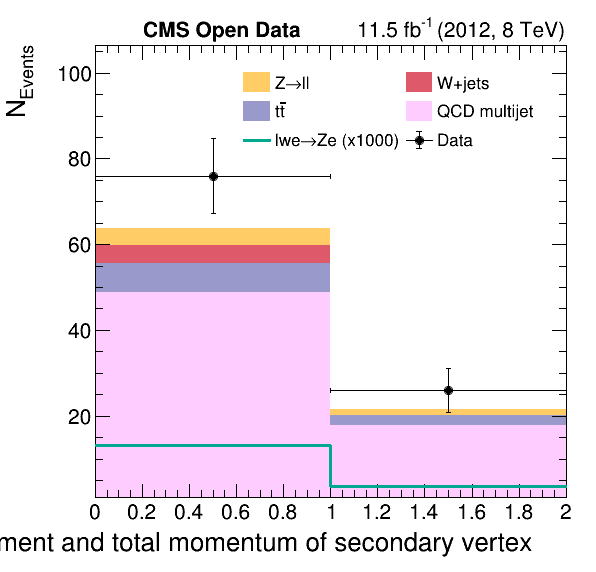 CMS Open Data 11.5 fb⁻¹ (2012, 8 TeV)
N_Events
100
80
60
40
20
Z→ll W+jets
tt̄ QCD multijet
lwe→Ze (x1000) Data
0 0.2 0.4 0.6 0.8 1 1.2 1.4 1.6 1.8 2
ment and total momentum of secondary vertex